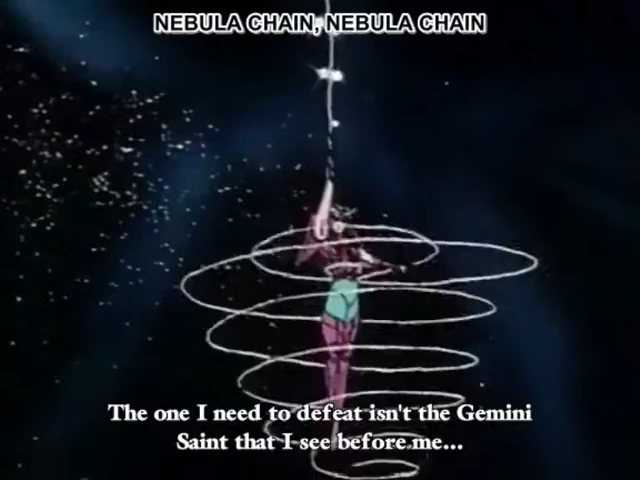 NEBULA CHAIN, NEBULA CHAIN
The one I need to defeat isn't the Gemini
Saint that I see before me...